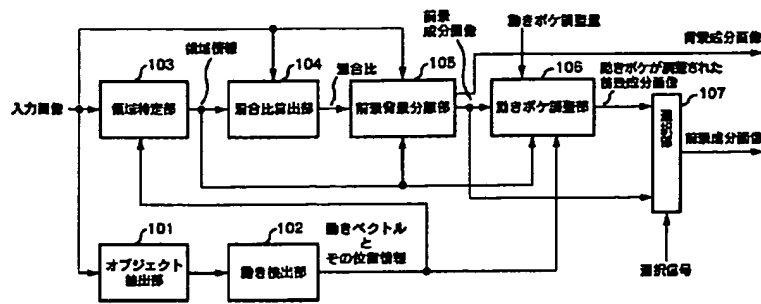 103
領域情報
104
混合比
105
前景
成分画像
動きボケ調整量
106
背景成分画像
動きボケが調整された
前景成分画像
107
入力画像
領域特定部
混合比算出部
前景背景分離部
動きボケ調整部
選択部
前景成分画像
101
102
動きベクトル
と
その位置情報
オブジェクト
抽出部
動き検出部
選択信号